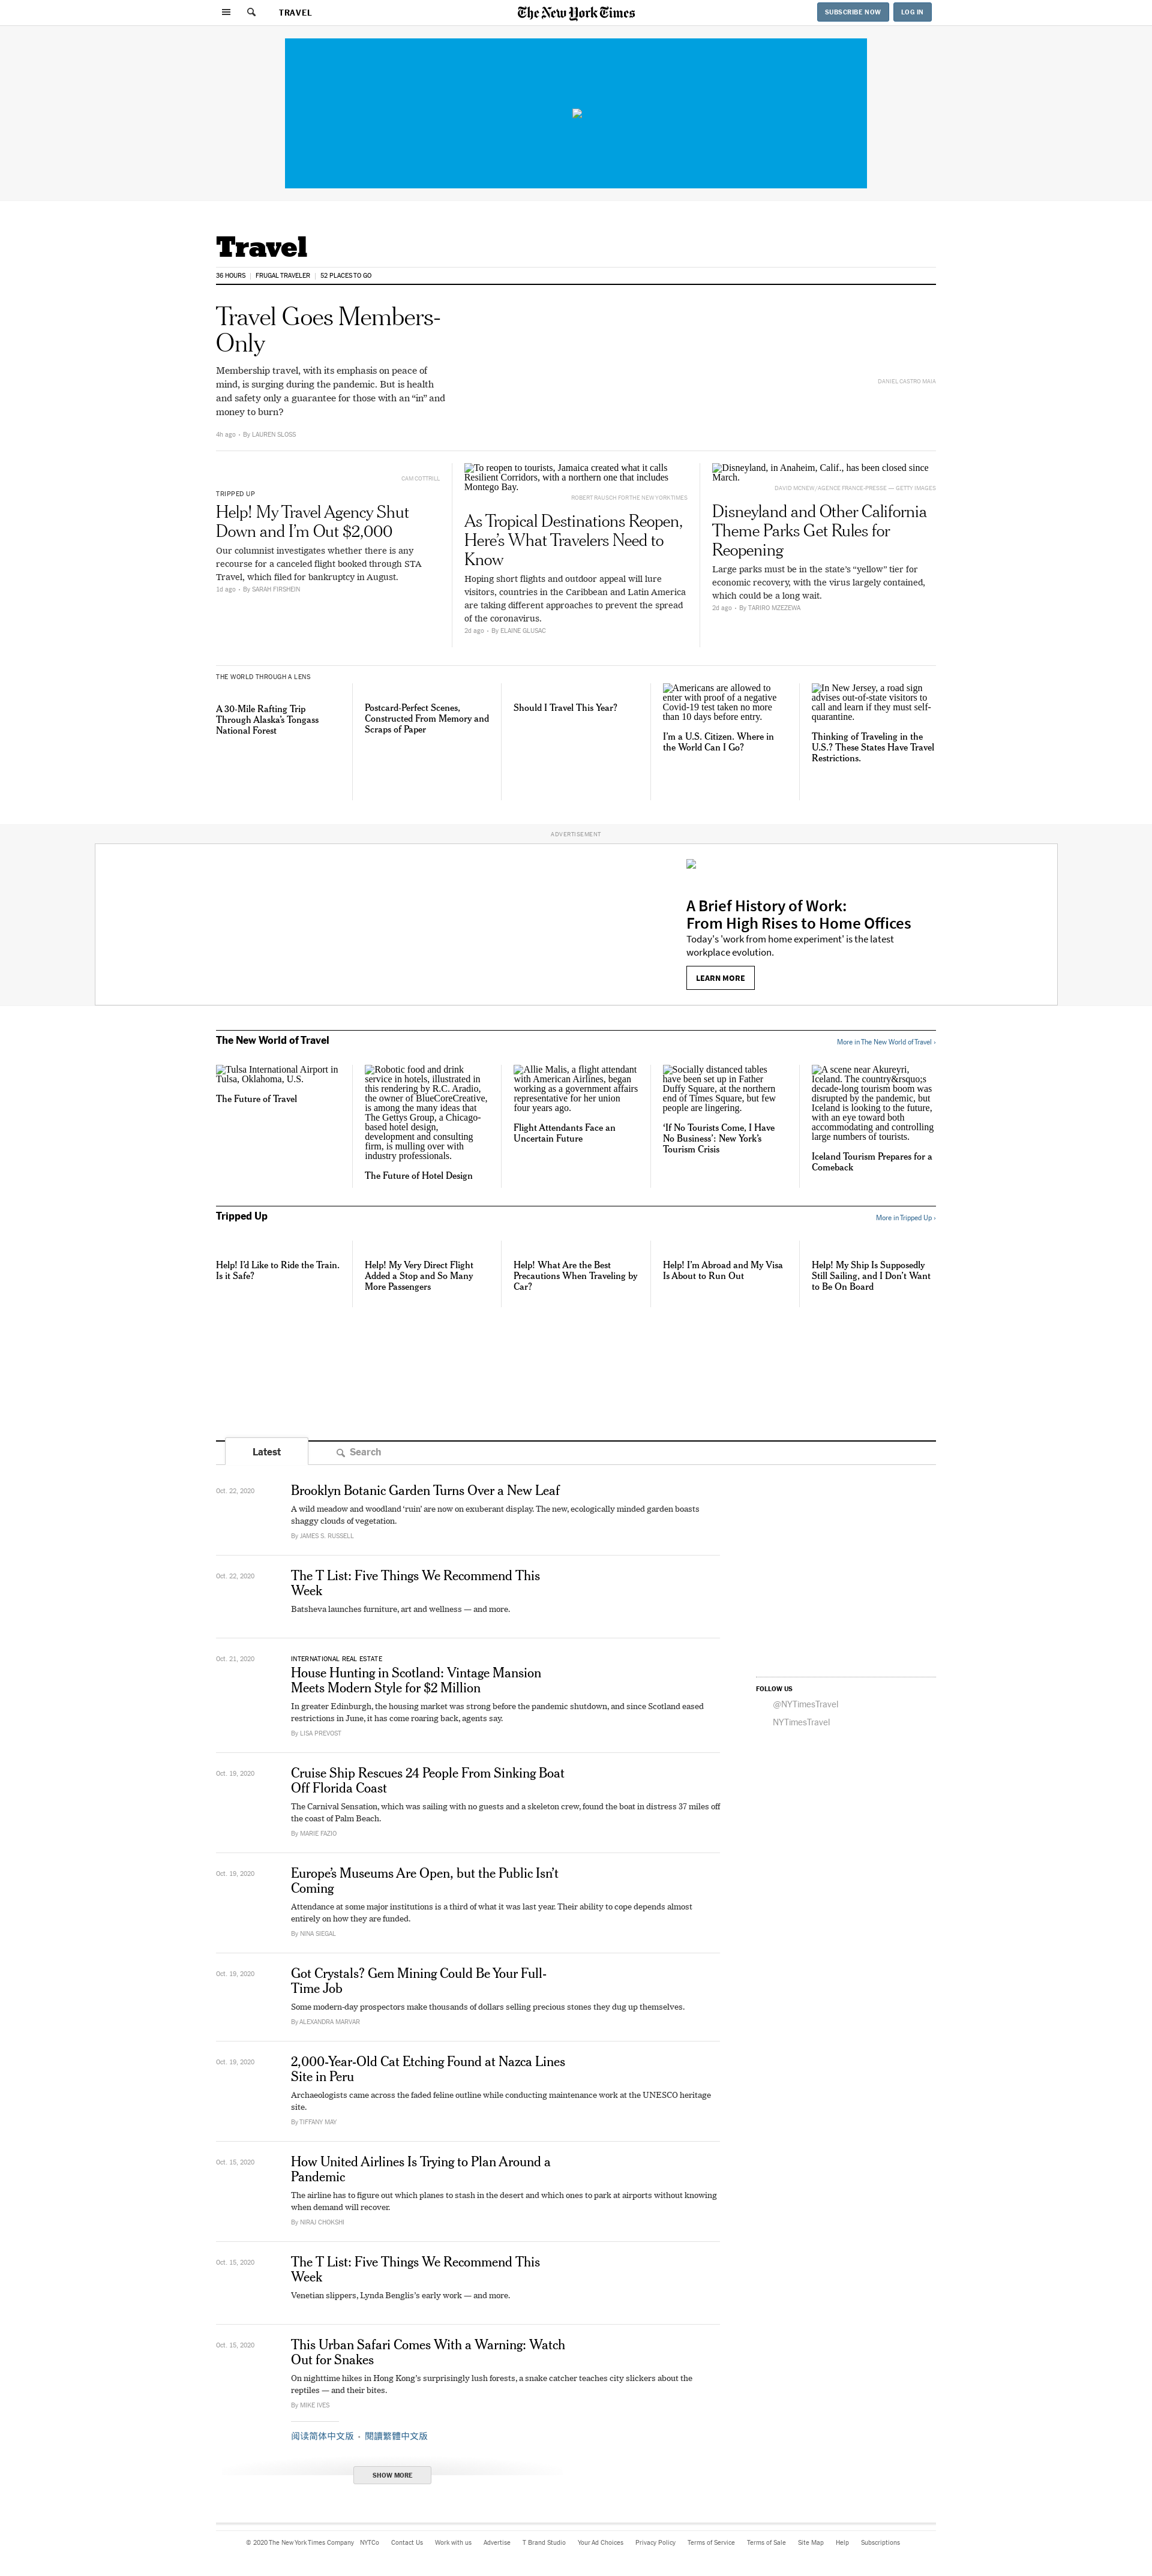 TRAVEL
The New York Times
SUBSCRIBE NOW
LOG IN
Travel
36 HOURS
FRUGAL TRAVELER
52 PLACES TO GO
Travel Goes Members-
Only
Membership travel, with its emphasis on peace of
mind, is surging during the pandemic. But is health
and safety only a guarantee for those with an “in” and
money to burn?
4h ago · By LAUREN SLOSS
DANIEL CASTRO MAIA
CAM COTTRILL
TRIPPED UP
Help! My Travel Agency Shut
Down and I’m Out $2,000
Our columnist investigates whether there is any
recourse for a canceled flight booked through STA
Travel, which filed for bankruptcy in August.
1d ago · By SARAH FIRSHEIN
To reopen to tourists, Jamaica created what it calls
Resilient Corridors, with a northern one that includes
Montego Bay.
ROBERT RAUSCH FOR THE NEW YORK TIMES
As Tropical Destinations Reopen,
Here’s What Travelers Need to
Know
Hoping short flights and outdoor appeal will lure
visitors, countries in the Caribbean and Latin America
are taking different approaches to prevent the spread
of the coronavirus.
2d ago · By ELAINE GLUSAC
Disneyland, in Anaheim, Calif., has been closed since
March.
DAVID MCNEW/AGENCE FRANCE-PRESSE — GETTY IMAGES
Disneyland and Other California
Theme Parks Get Rules for
Reopening
Large parks must be in the state’s “yellow” tier for
economic recovery, with the virus largely contained,
which could be a long wait.
2d ago · By TARIRO MZEZEWA
THE WORLD THROUGH A LENS
A 30-Mile Rafting Trip
Through Alaska’s Tongass
National Forest
Postcard-Perfect Scenes,
Constructed From Memory and
Scraps of Paper
Should I Travel This Year?
Americans are allowed to
enter with proof of a negative
Covid-19 test taken no more
than 10 days before entry.
I’m a U.S. Citizen. Where in
the World Can I Go?
In New Jersey, a road sign
advises out-of-state visitors to
call and learn if they must self-
quarantine.
Thinking of Traveling in the
U.S.? These States Have Travel
Restrictions.
ADVERTISEMENT
A Brief History of Work:
From High Rises to Home Offices
Today's 'work from home experiment' is the latest
workplace evolution.
LEARN MORE
The New World of Travel
More in The New World of Travel ›
Tulsa International Airport in
Tulsa, Oklahoma, U.S.
The Future of Travel
Robotic food and drink
service in hotels, illustrated in
this rendering by R.C. Aradio,
the owner of BlueCoreCreative,
is among the many ideas that
The Gettys Group, a Chicago-
based hotel design,
development and consulting
firm, is mulling over with
industry professionals.
The Future of Hotel Design
Allie Malis, a flight attendant
with American Airlines, began
working as a government affairs
representative for her union
four years ago.
Flight Attendants Face an
Uncertain Future
Socially distanced tables
have been set up in Father
Duffy Square, at the northern
end of Times Square, but few
people are lingering.
‘If No Tourists Come, I Have
No Business’: New York’s
Tourism Crisis
A scene near Akureyri,
Iceland. The country&rsquo;s
decade-long tourism boom was
disrupted by the pandemic, but
Iceland is looking to the future,
with an eye toward both
accommodating and controlling
large numbers of tourists.
Iceland Tourism Prepares for a
Comeback
Tripped Up
More in Tripped Up ›
Help! I’d Like to Ride the Train.
Is it Safe?
Help! My Very Direct Flight
Added a Stop and So Many
More Passengers
Help! What Are the Best
Precautions When Traveling by
Car?
Help! I’m Abroad and My Visa
Is About to Run Out
Help! My Ship Is Supposedly
Still Sailing, and I Don’t Want
to Be On Board
Latest
Search
Oct. 22, 2020
Brooklyn Botanic Garden Turns Over a New Leaf
A wild meadow and woodland ‘ruin’ are now on exuberant display. The new, ecologically minded garden boasts
shaggy clouds of vegetation.
By JAMES S. RUSSELL
Oct. 22, 2020
The T List: Five Things We Recommend This
Week
Batsheva launches furniture, art and wellness — and more.
Oct. 21, 2020
INTERNATIONAL REAL ESTATE
House Hunting in Scotland: Vintage Mansion
Meets Modern Style for $2 Million
In greater Edinburgh, the housing market was strong before the pandemic shutdown, and since Scotland eased
restrictions in June, it has come roaring back, agents say.
By LISA PREVOST
FOLLOW US
@NYTimesTravel
NYTimesTravel
Oct. 19, 2020
Cruise Ship Rescues 24 People From Sinking Boat
Off Florida Coast
The Carnival Sensation, which was sailing with no guests and a skeleton crew, found the boat in distress 37 miles off
the coast of Palm Beach.
By MARIE FAZIO
Oct. 19, 2020
Europe’s Museums Are Open, but the Public Isn’t
Coming
Attendance at some major institutions is a third of what it was last year. Their ability to cope depends almost
entirely on how they are funded.
By NINA SIEGAL
Oct. 19, 2020
Got Crystals? Gem Mining Could Be Your Full-
Time Job
Some modern-day prospectors make thousands of dollars selling precious stones they dug up themselves.
By ALEXANDRA MARVAR
Oct. 19, 2020
2,000-Year-Old Cat Etching Found at Nazca Lines
Site in Peru
Archaeologists came across the faded feline outline while conducting maintenance work at the UNESCO heritage
site.
By TIFFANY MAY
Oct. 15, 2020
How United Airlines Is Trying to Plan Around a
Pandemic
The airline has to figure out which planes to stash in the desert and which ones to park at airports without knowing
when demand will recover.
By NIRAJ CHOKSHI
Oct. 15, 2020
The T List: Five Things We Recommend This
Week
Venetian slippers, Lynda Benglis’s early work — and more.
Oct. 15, 2020
This Urban Safari Comes With a Warning: Watch
Out for Snakes
On nighttime hikes in Hong Kong’s surprisingly lush forests, a snake catcher teaches city slickers about the
reptiles — and their bites.
By MIKE IVES
阅读简体中文版 · 閱讀繁體中文版
SHOW MORE
© 2020 The New York Times Company NYTCo Contact Us Work with us Advertise T Brand Studio Your Ad Choices Privacy Policy Terms of Service Terms of Sale Site Map Help Subscriptions